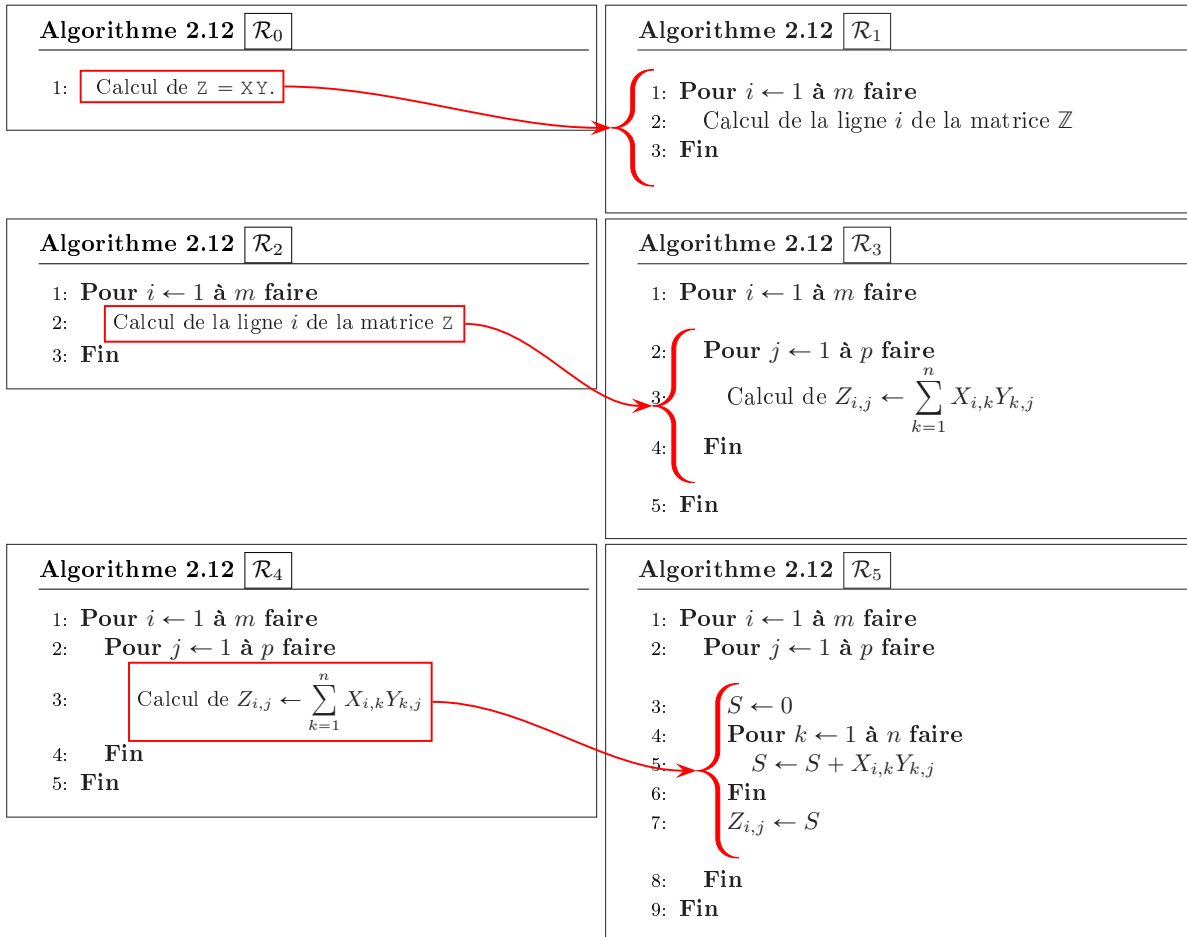 Algorithme 2.12 R₀
1: Calcul de Z = XY.
Algorithme 2.12 R₁
1: Pour i ← 1 à m faire
2: Calcul de la ligne i de la matrice ℤ
3: Fin
Algorithme 2.12 R₂
1: Pour i ← 1 à m faire
2: Calcul de la ligne i de la matrice Z
3: Fin
Algorithme 2.12 R₃
1: Pour i ← 1 à m faire
2: Pour j ← 1 à p faire
3: Calcul de Z_{i,j} ← \sum_{k=1}^{n} X_{i,k}Y_{k,j}
4: Fin
5: Fin
Algorithme 2.12 R₄
1: Pour i ← 1 à m faire
2: Pour j ← 1 à p faire
3: Calcul de Z_{i,j} ← \sum_{k=1}^{n} X_{i,k}Y_{k,j}
4: Fin
5: Fin
Algorithme 2.12 R₅
1: Pour i ← 1 à m faire
2: Pour j ← 1 à p faire
3: S ← 0
4: Pour k ← 1 à n faire
5: S ← S + X_{i,k}Y_{k,j}
6: Fin
7: Z_{i,j} ← S
8: Fin
9: Fin